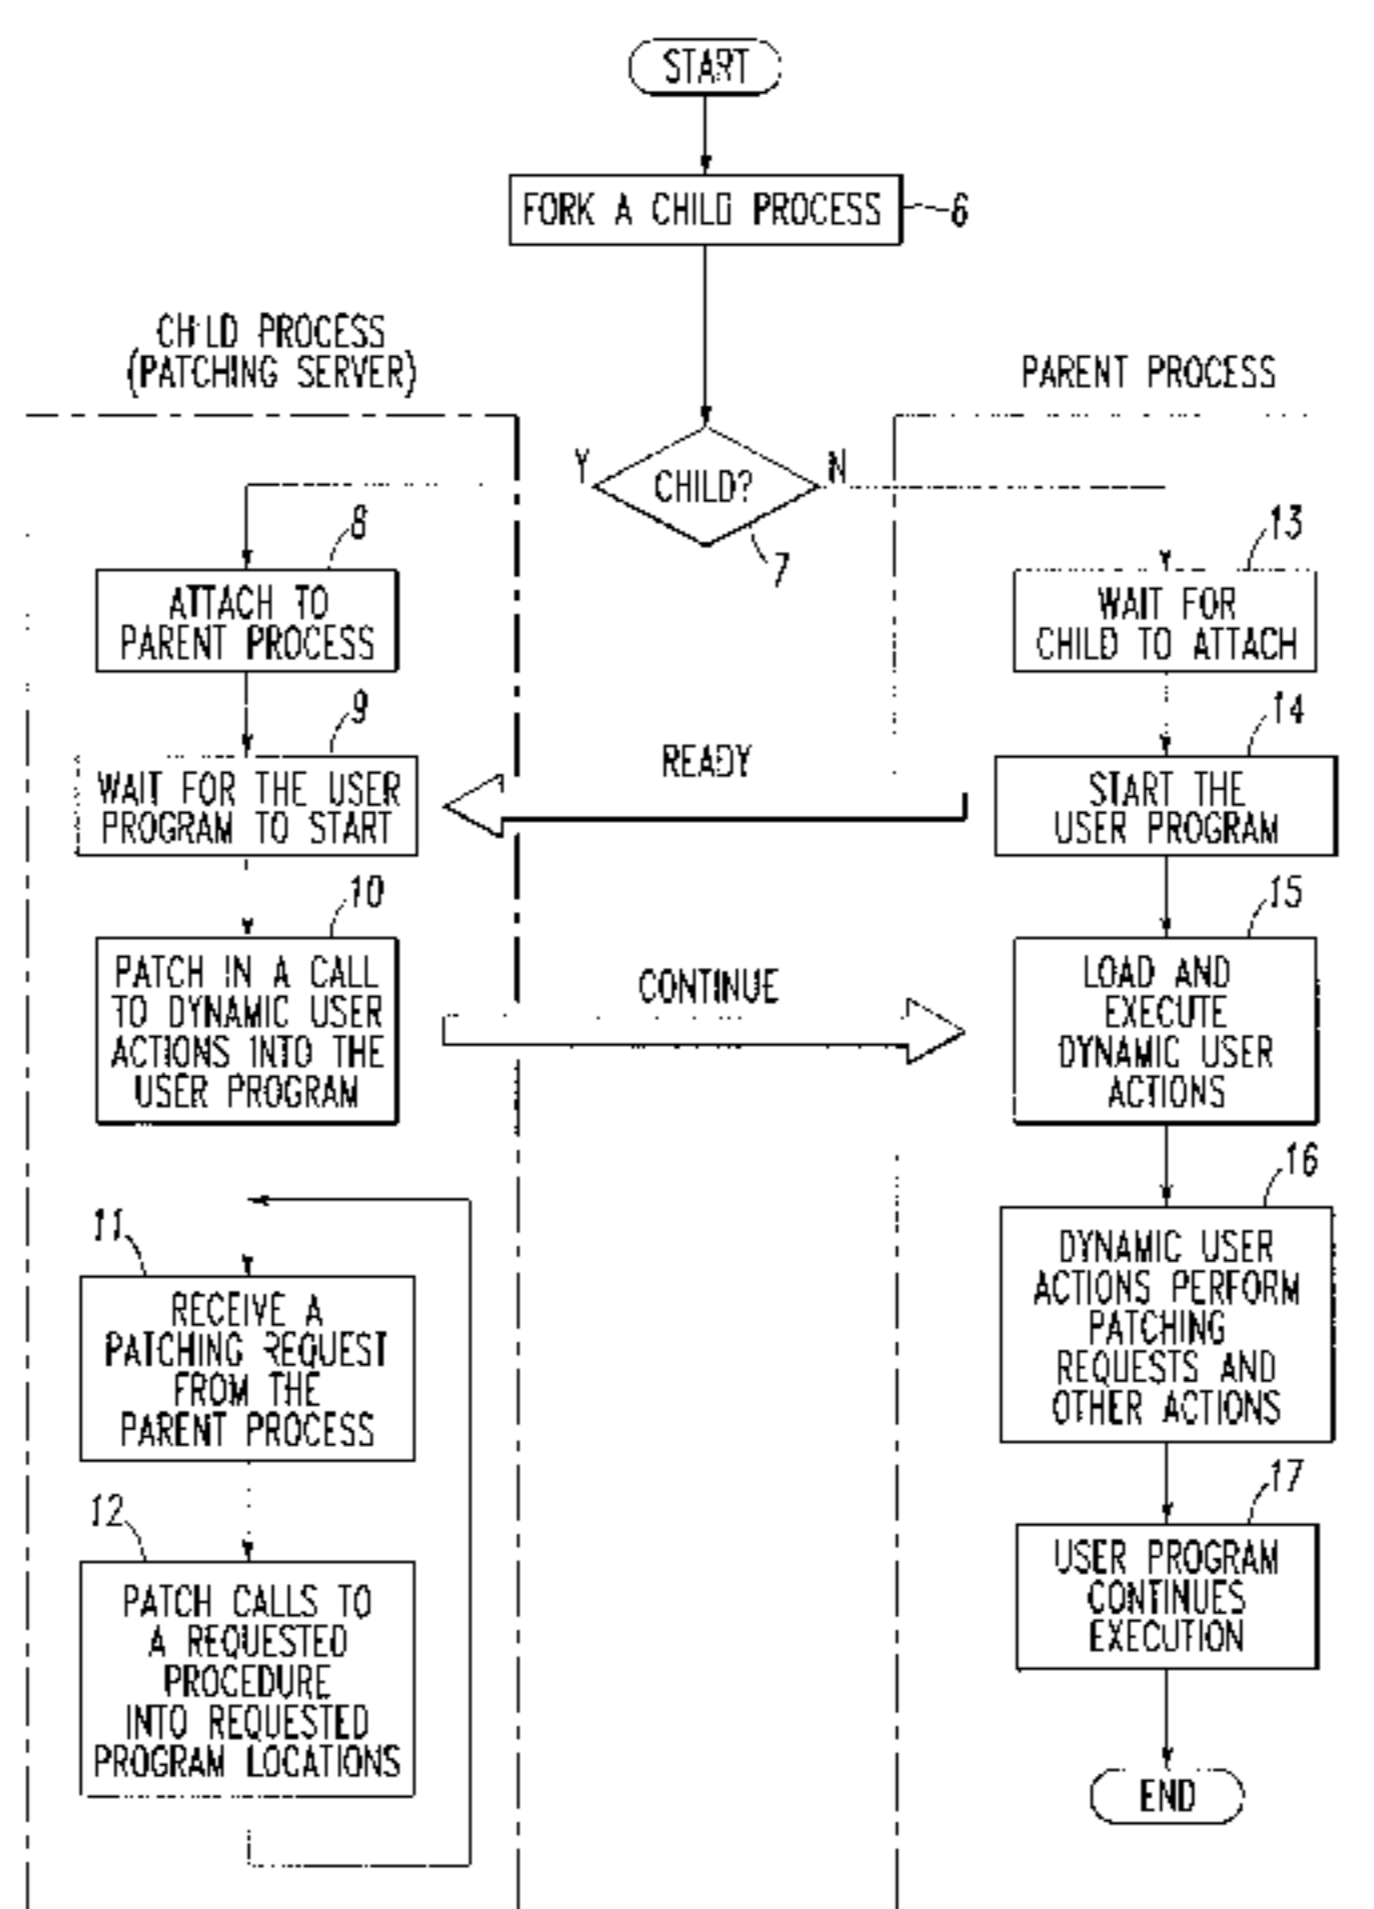 START
FORK A CHILD PROCESS
6
CHILD PROCESS
(PATCHING SERVER)
PARENT PROCESS
Y
CHILD?
N
7
8
ATTACH TO
PARENT PROCESS
13
WAIT FOR
CHILD TO ATTACH
9
WAIT FOR THE USER
PROGRAM TO START
READY
14
START THE
USER PROGRAM
10
PATCH IN A CALL
TO DYNAMIC USER
ACTIONS INTO THE
USER PROGRAM
CONTINUE
15
LOAD AND
EXECUTE
DYNAMIC USER
ACTIONS
11
RECEIVE A
PATCHING REQUEST
FROM THE
PARENT PROCESS
16
DYNAMIC USER
ACTIONS PERFORM
PATCHING
REQUESTS AND
OTHER ACTIONS
12
PATCH CALLS TO
A REQUESTED
PROCEDURE
INTO REQUESTED
PROGRAM LOCATIONS
17
USER PROGRAM
CONTINUES
EXECUTION
END